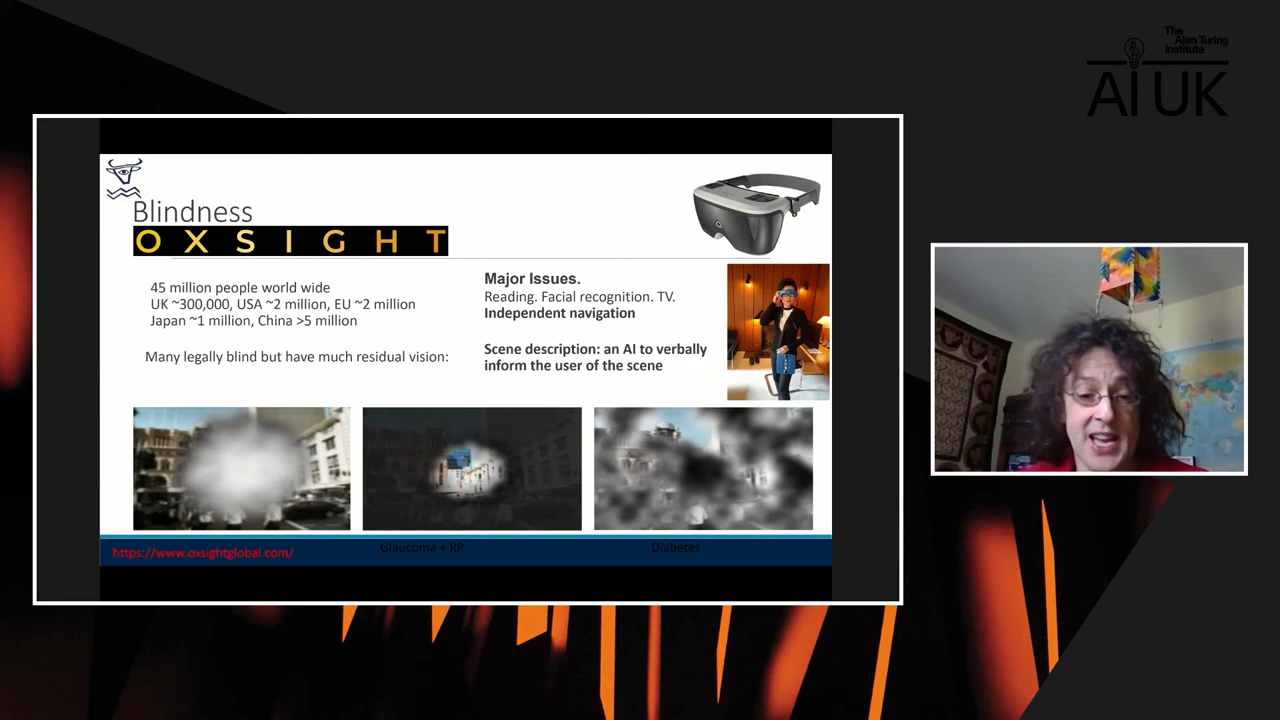 The
Alan Turing
Institute
AI UK
Blindness
OXSIGHT
45 million people world wide
UK ~300,000, USA ~2 million, EU ~2 million
Japan ~1 million, China >5 million
Many legally blind but have much residual vision:
Major Issues.
Reading. Facial recognition. TV.
Independent navigation
Scene description: an AI to verbally
inform the user of the scene
Glaucoma + RP
Diabetes
https://www.oxsightglobal.com/